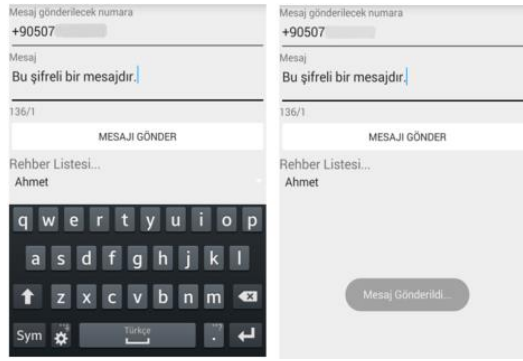 Mesaj gönderilecek numara
+90507
Mesaj
Bu şifreli bir mesajdır.
136/1
MESAJI GÖNDER
Rehber Listesi...
Ahmet
q w e r t y u i o p
a s d f g h j k l
z x c v b n m
Sym Türkçe .
Mesaj gönderilecek numara
+90507
Mesaj
Bu şifreli bir mesajdır.
136/1
MESAJI GÖNDER
Rehber Listesi...
Ahmet
Mesaj Gönderildi...